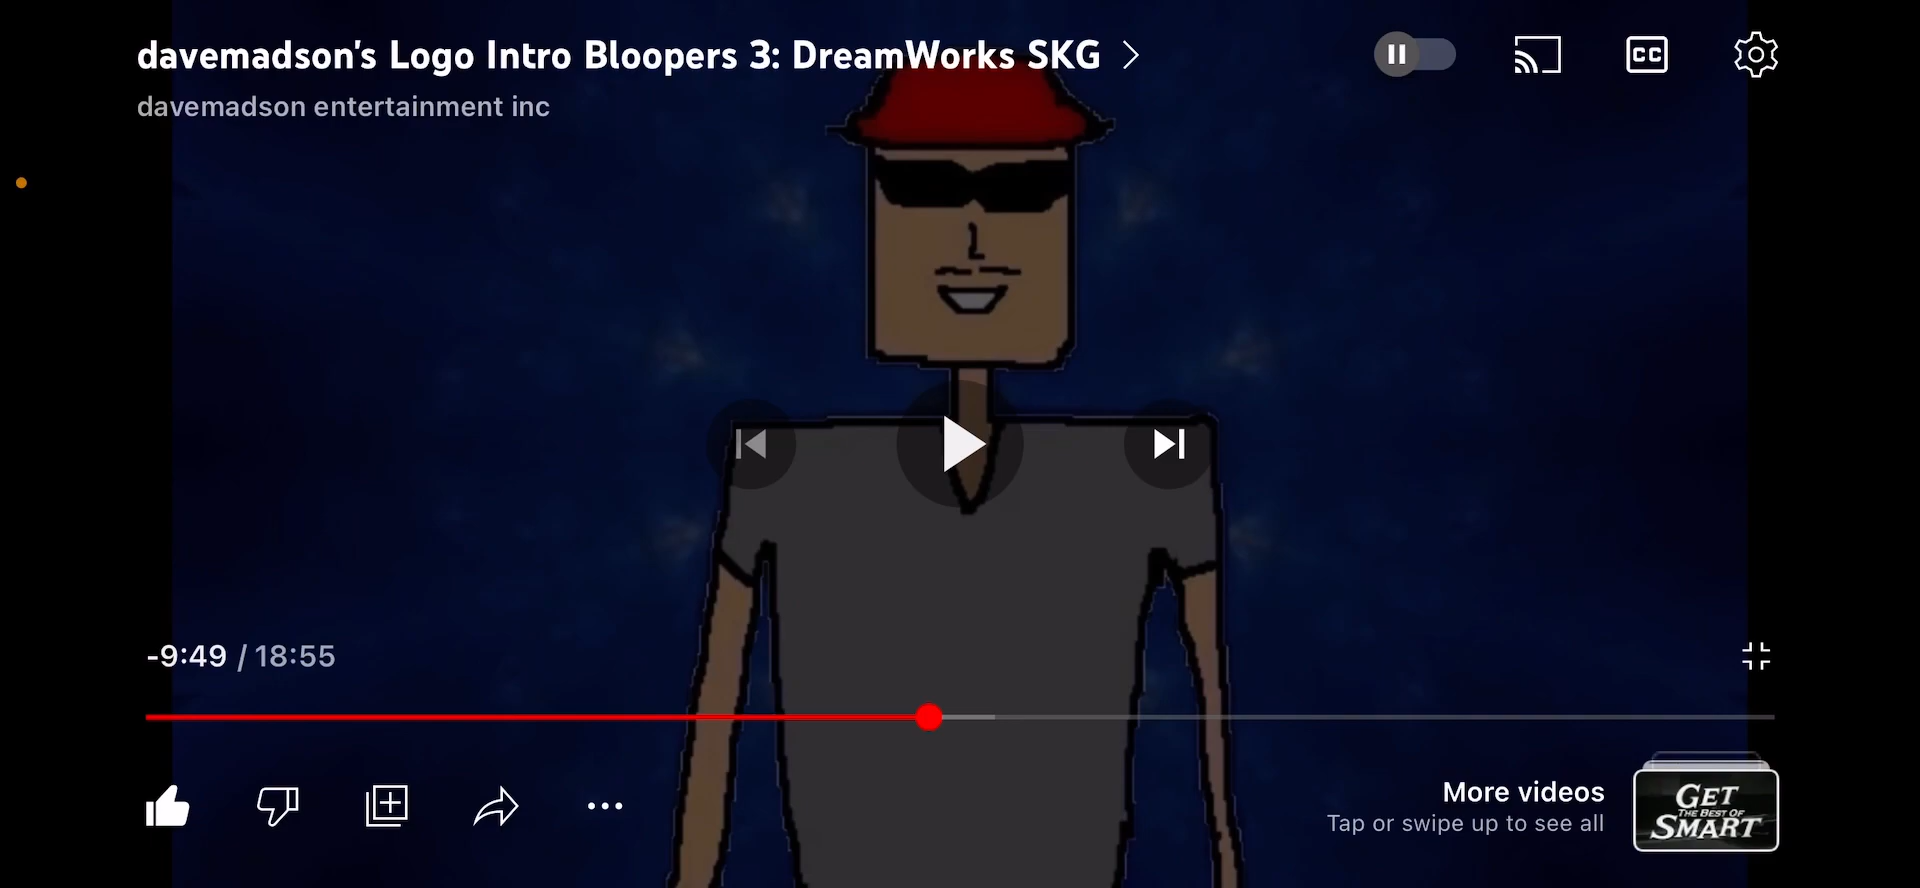 davemadson's Logo Intro Bloopers 3: DreamWorks SKG
CC
davemadson entertainment inc
-9:49 / 18:55
More videos
Tap or swipe up to see all
GET
THE BEST OF
SMART